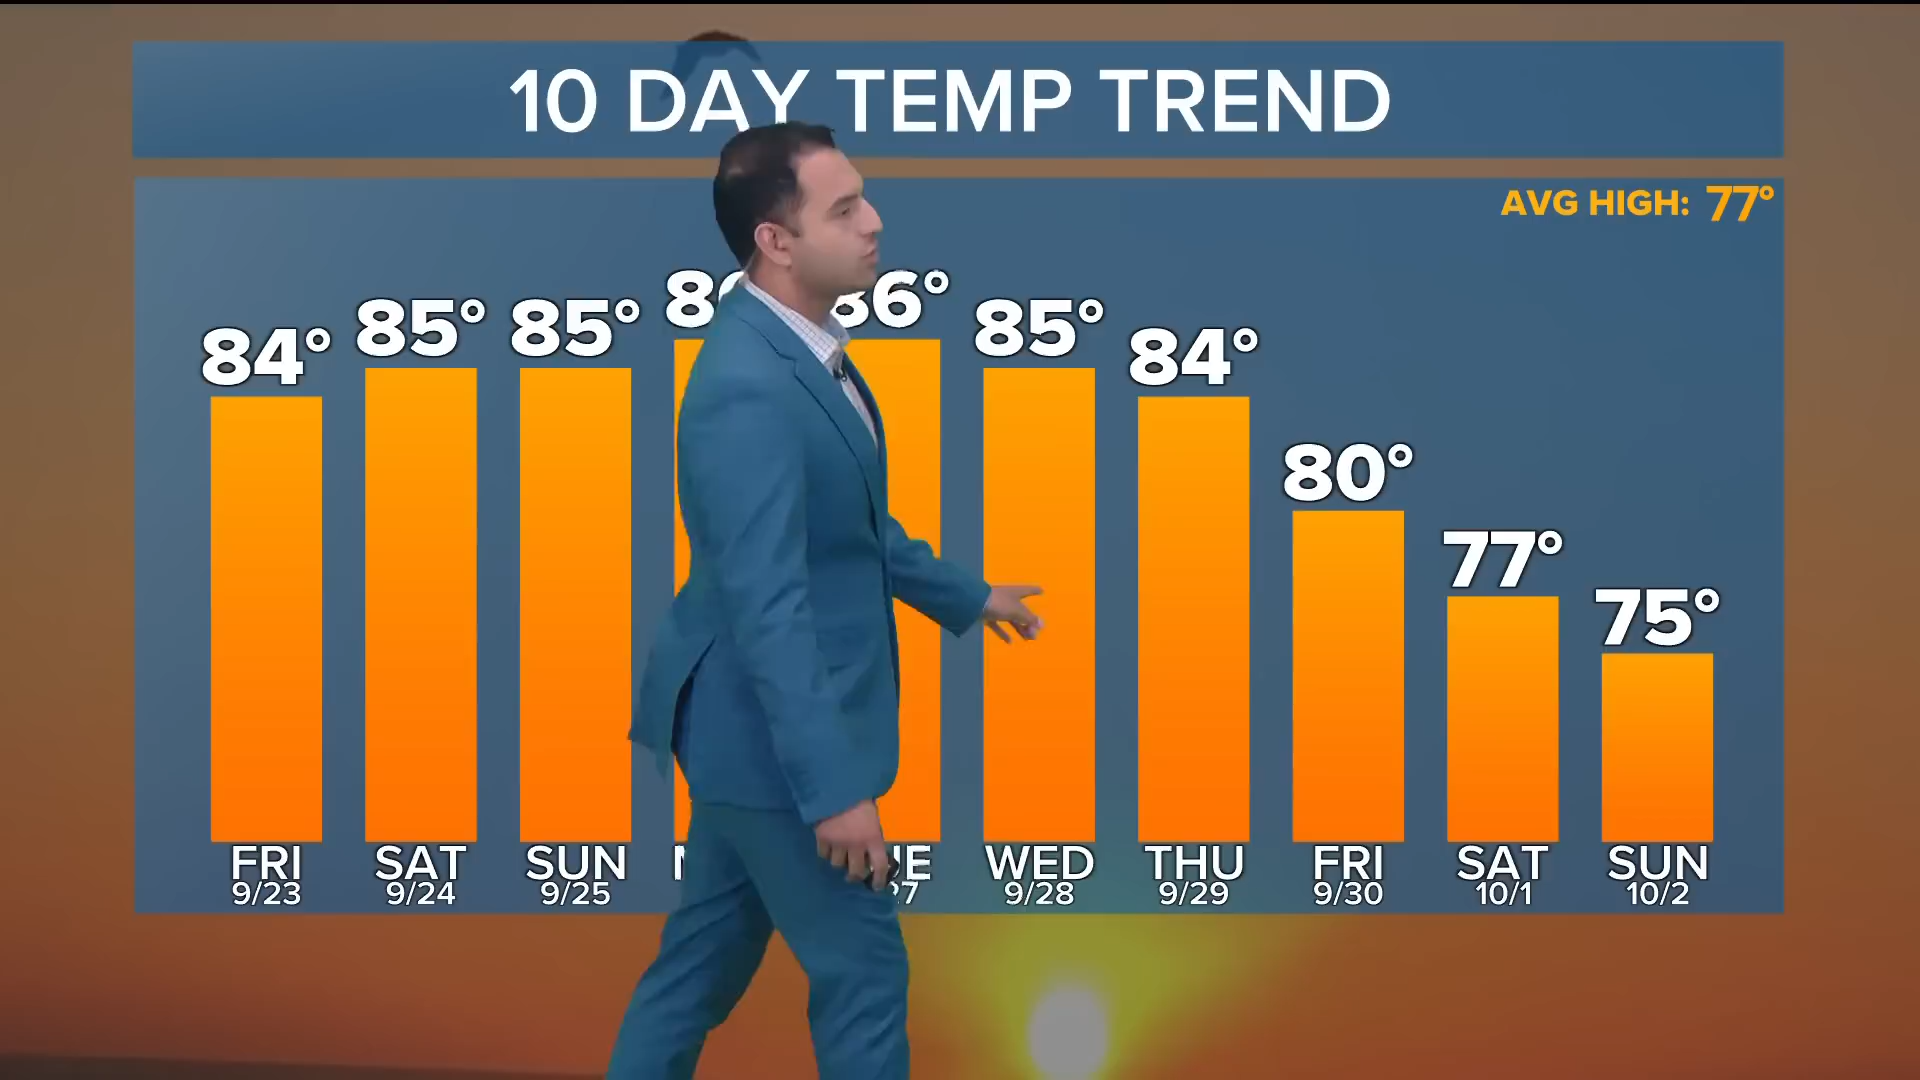 10 DAY TEMP TREND
AVG HIGH: 77°
84° 85° 85° 86° 85° 84° 80° 77° 75°
FRI SAT SUN WED THU FRI SAT SUN
9/23 9/24 9/25 9/28 9/29 9/30 10/1 10/2